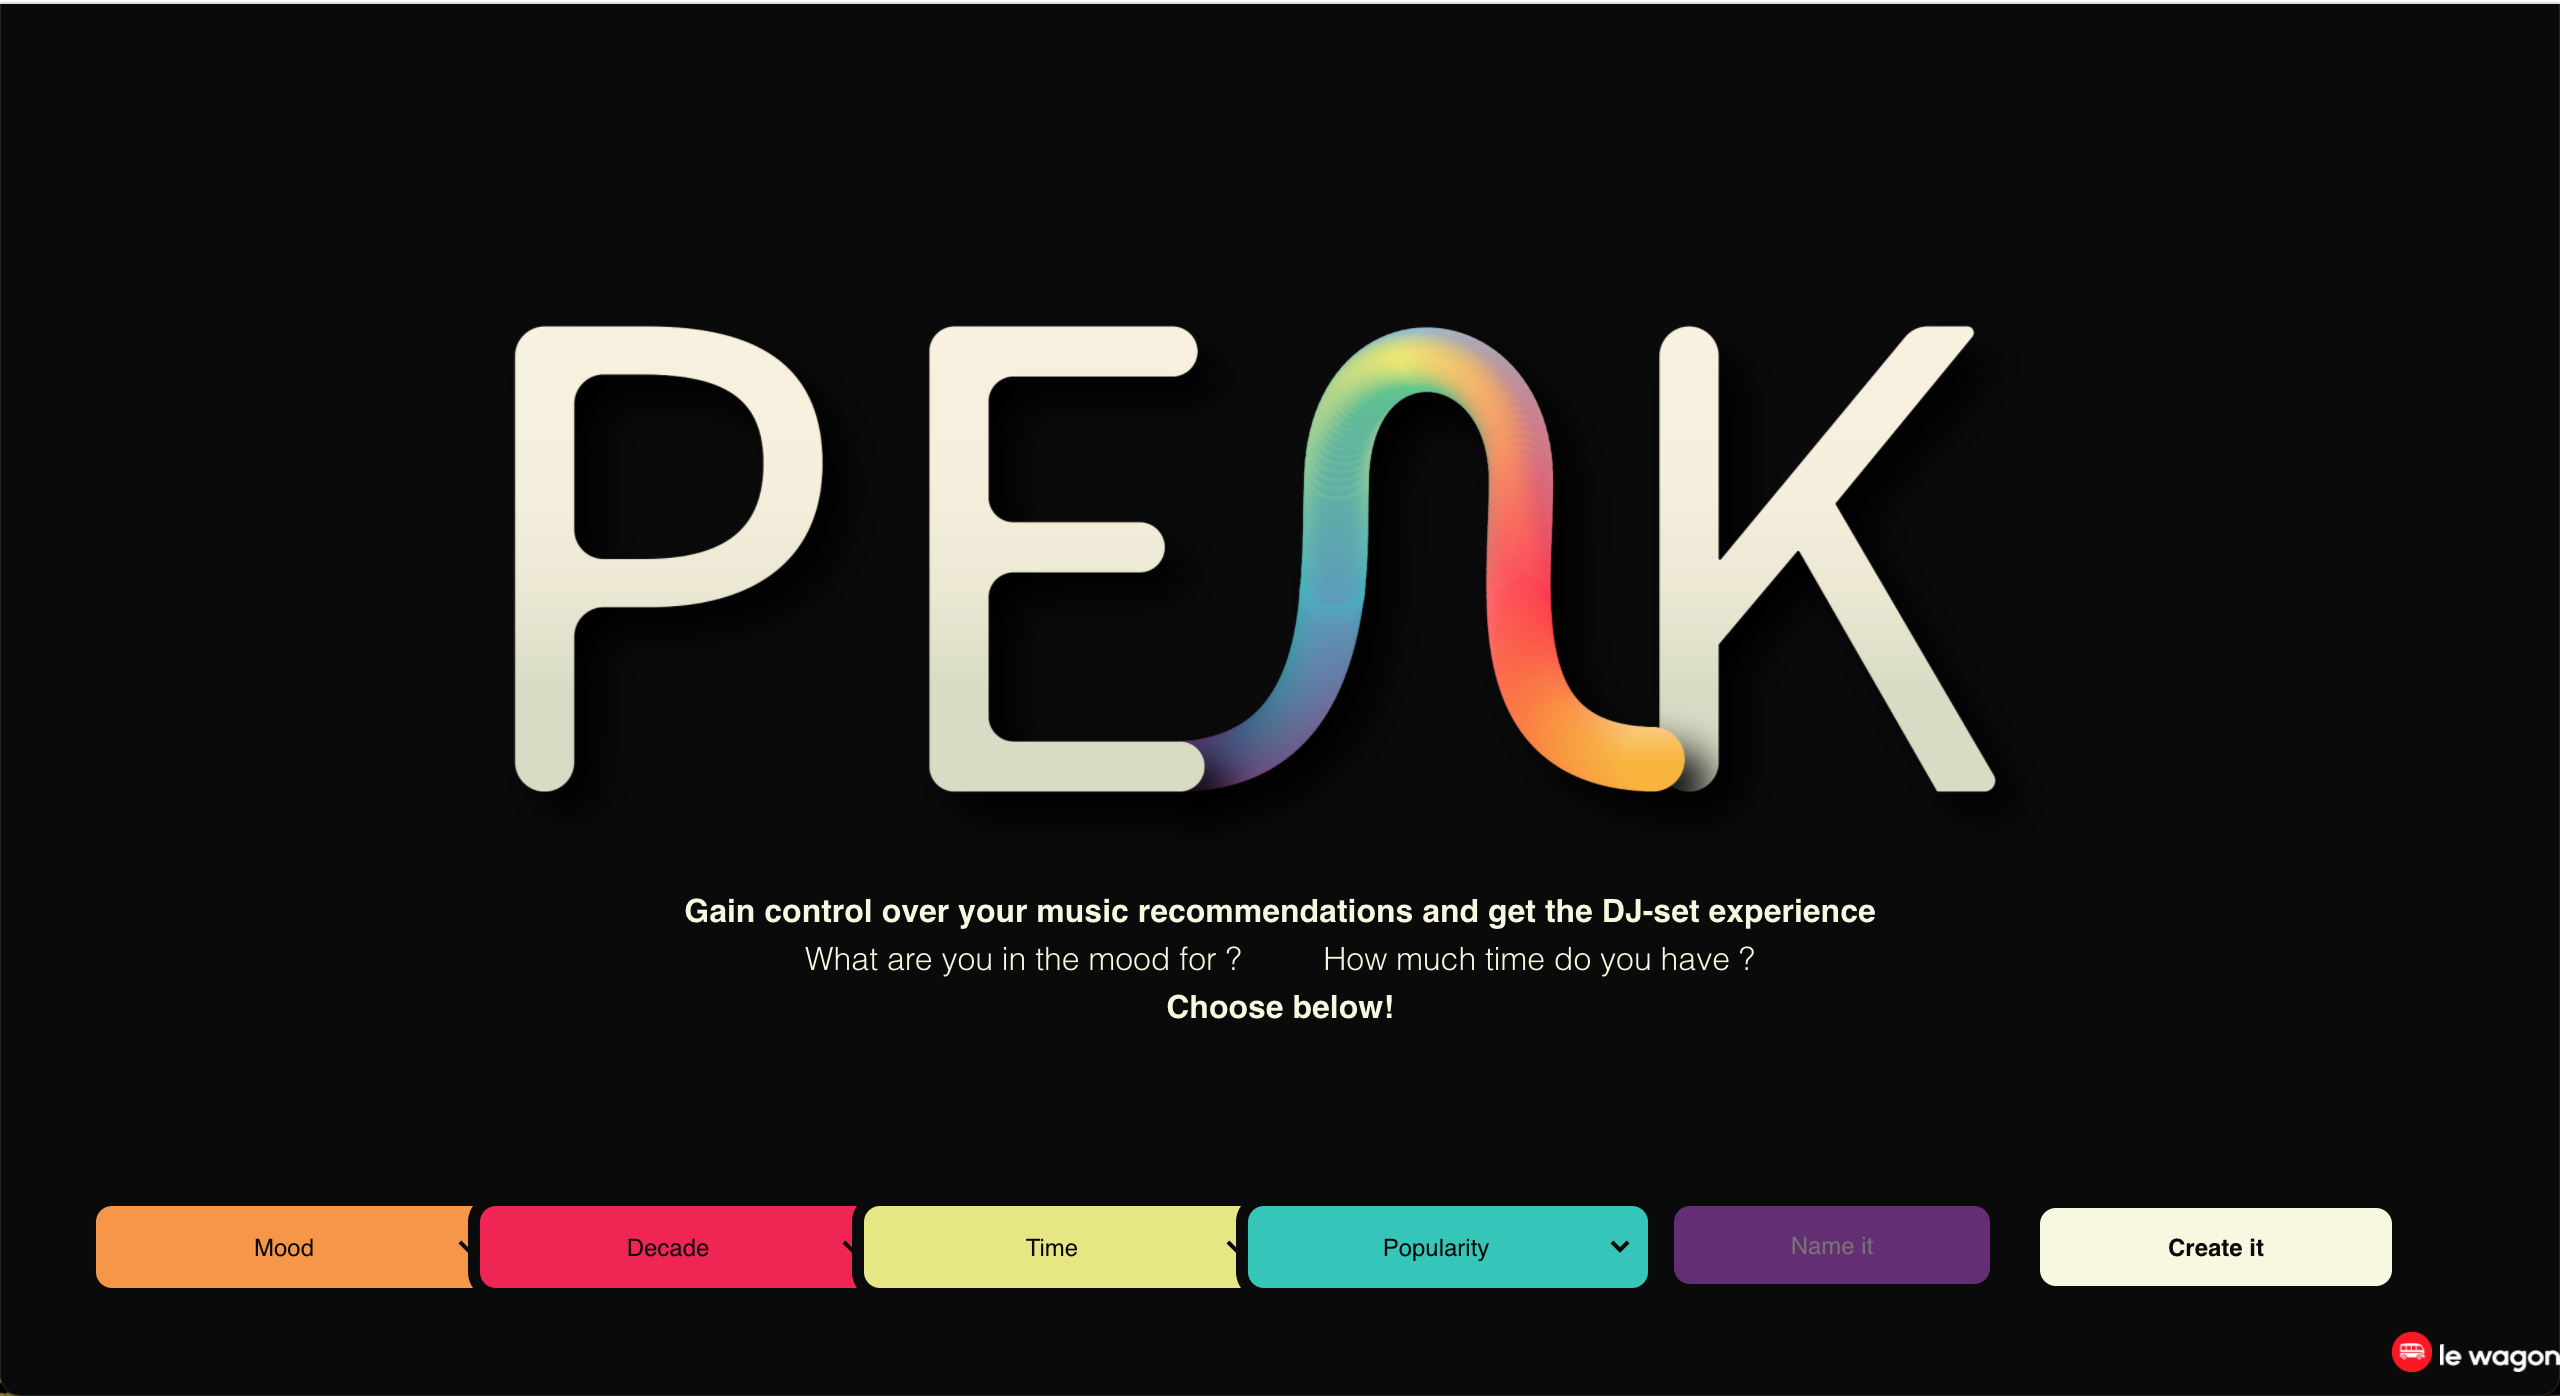 PEAK
Gain control over your music recommendations and get the DJ-set experience
What are you in the mood for ? How much time do you have ?
Choose below!
Mood Decade Time Popularity Name it Create it
le wagon